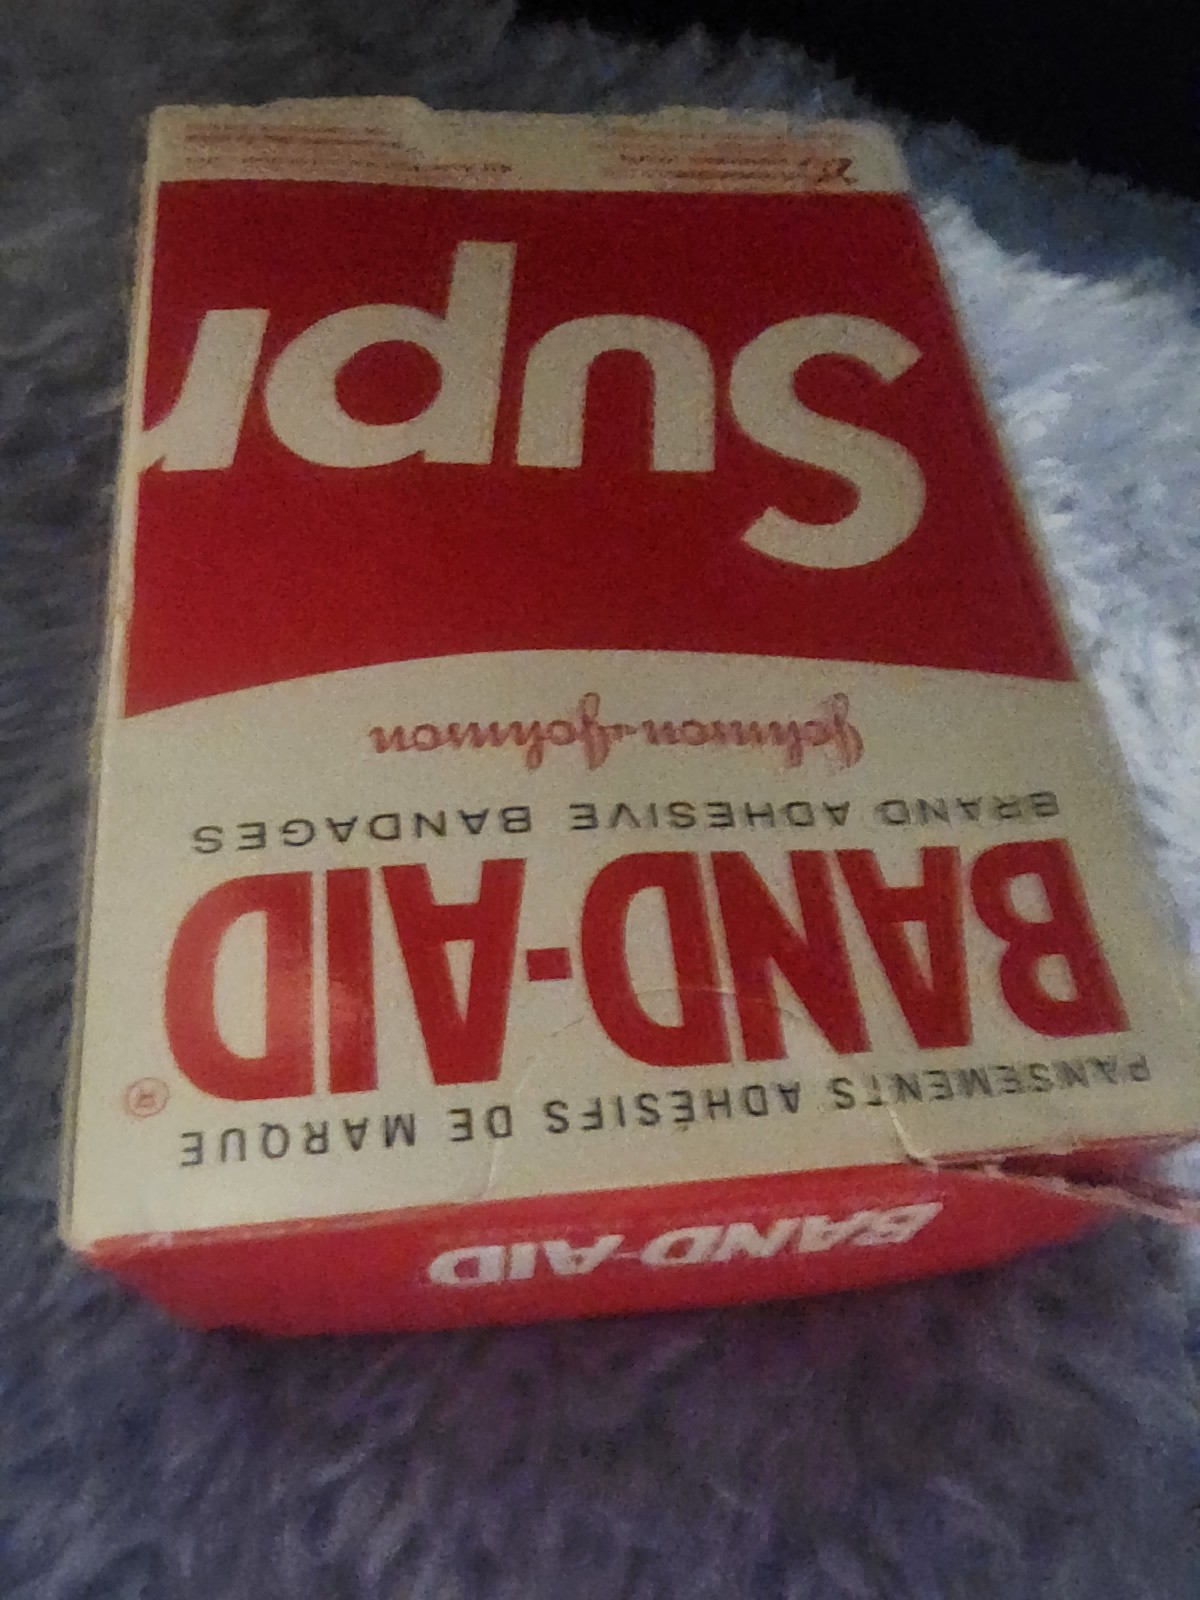 PANSEMENTS ADHÉSIFS DE MARQUE
BAND-AID®
BRAND ADHESIVE BANDAGES
Johnson & Johnson
Supr
BAND-AID